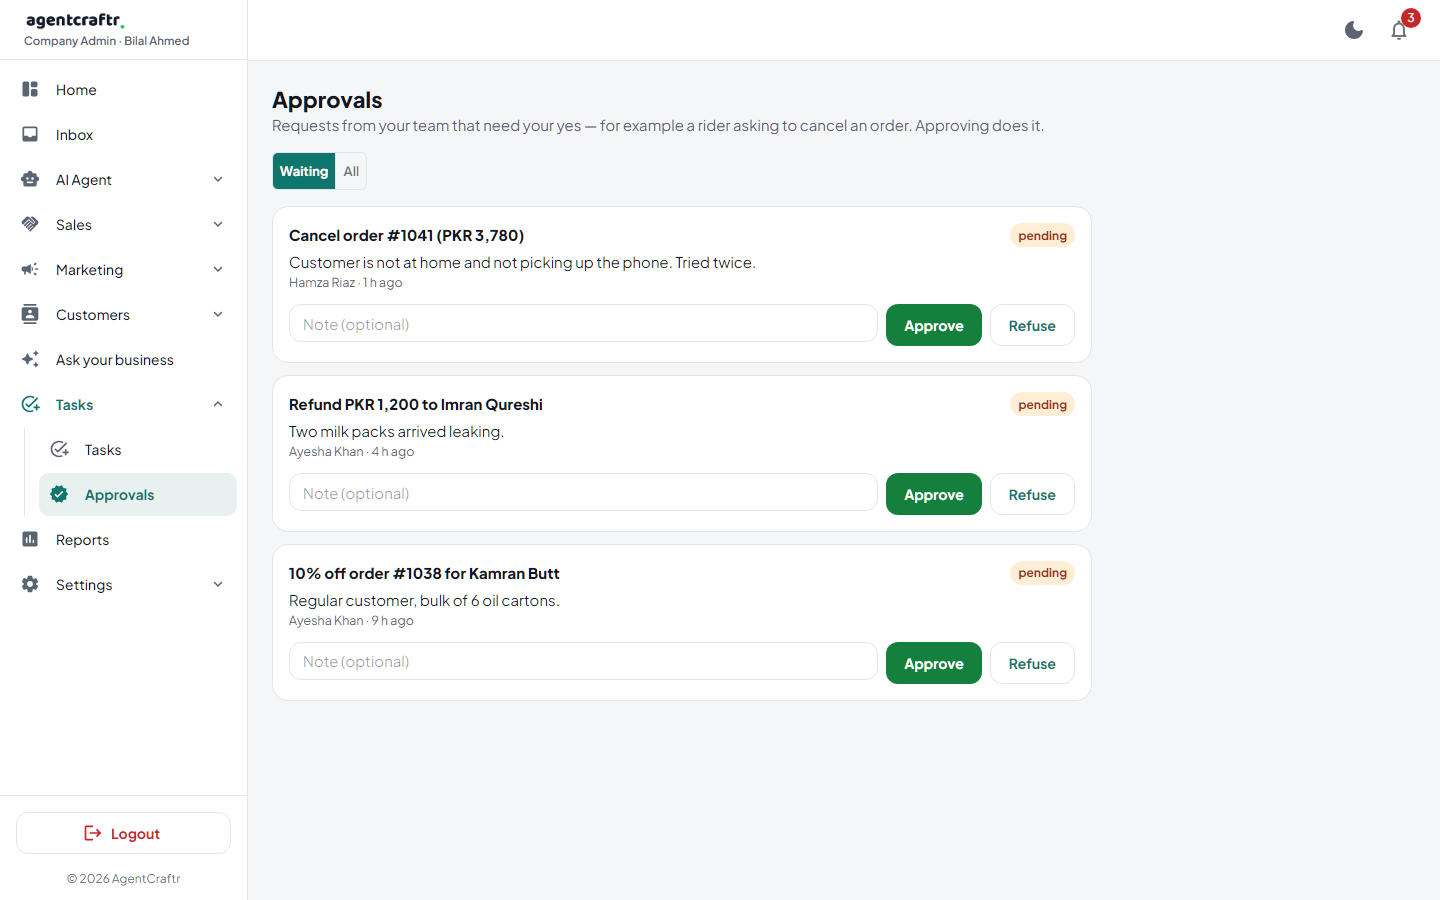 agentcraftr.
Company Admin · Bilal Ahmed
3
Home
Inbox
AI Agent
Sales
Marketing
Customers
Ask your business
Tasks
Tasks
Approvals
Reports
Settings
Logout
© 2026 AgentCraftr
Approvals
Requests from your team that need your yes — for example a rider asking to cancel an order. Approving does it.
Waiting All
Cancel order #1041 (PKR 3,780) pending
Customer is not at home and not picking up the phone. Tried twice.
Hamza Riaz · 1 h ago
Note (optional) Approve Refuse
Refund PKR 1,200 to Imran Qureshi pending
Two milk packs arrived leaking.
Ayesha Khan · 4 h ago
Note (optional) Approve Refuse
10% off order #1038 for Kamran Butt pending
Regular customer, bulk of 6 oil cartons.
Ayesha Khan · 9 h ago
Note (optional) Approve Refuse